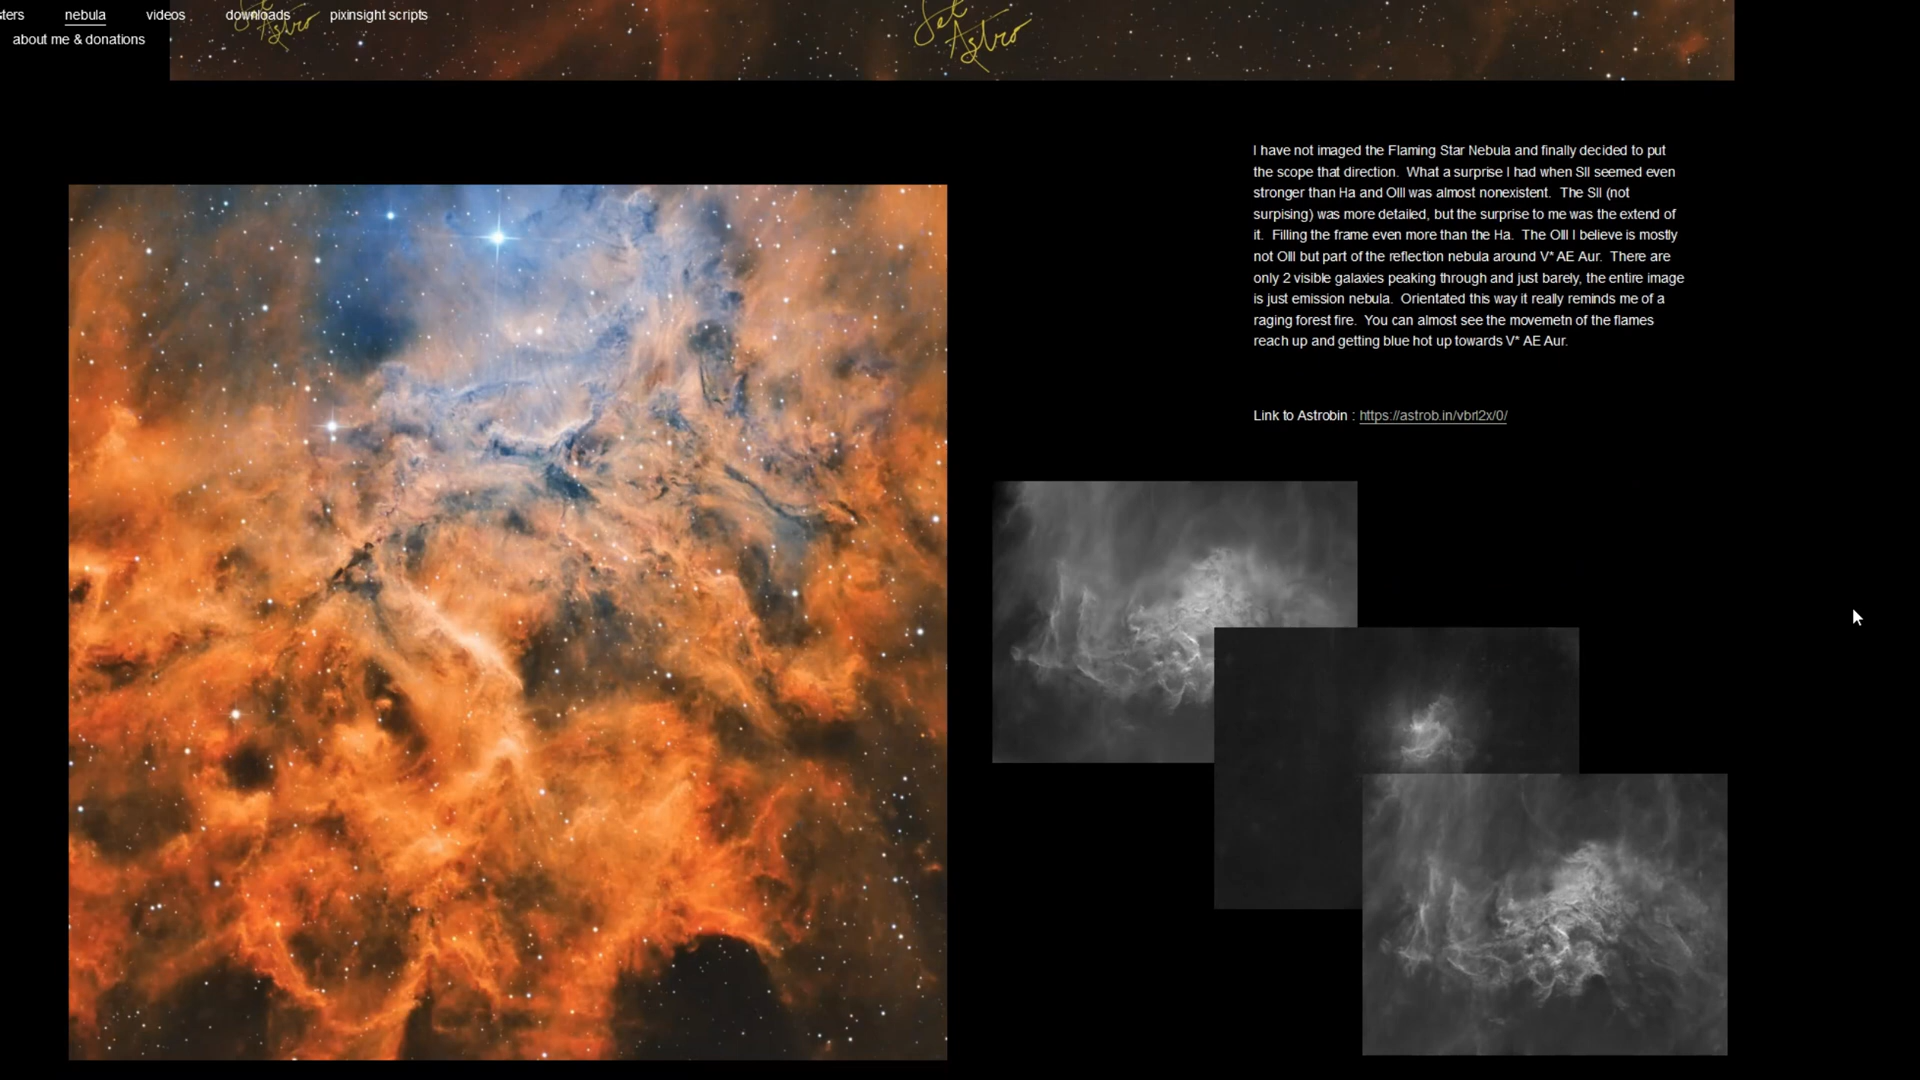 ters nebula videos downloads pixinsight scripts
about me & donations
Set Astro
Set Astro
I have not imaged the Flaming Star Nebula and finally decided to put
the scope that direction. What a surprise I had when SII seemed even
stronger than Ha and OIII was almost nonexistent. The SII (not
surpising) was more detailed, but the surprise to me was the extend of
it. Filling the frame even more than the Ha. The OIII I believe is mostly
not OIII but part of the reflection nebula around V* AE Aur. There are
only 2 visible galaxies peaking through and just barely, the entire image
is just emission nebula. Orientated this way it really reminds me of a
raging forest fire. You can almost see the movemetn of the flames
reach up and getting blue hot up towards V* AE Aur.
Link to Astrobin : https://astrob.in/vbrl2x/0/